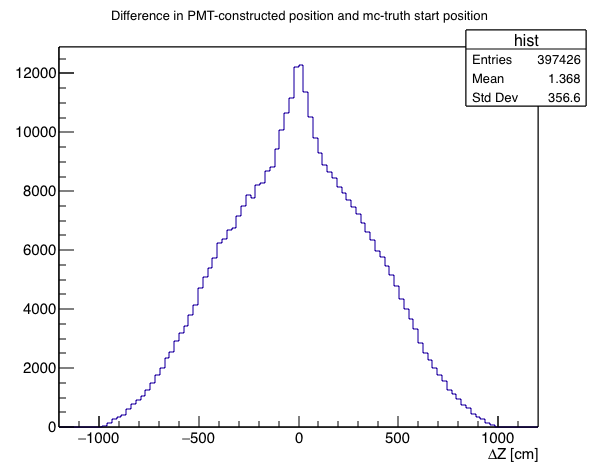 Difference in PMT-constructed position and mc-truth start position
hist
Entries 397426
Mean 1.368
Std Dev 356.6
12000
10000
8000
6000
4000
2000
0
−1000 −500 0 500 1000
ΔZ [cm]